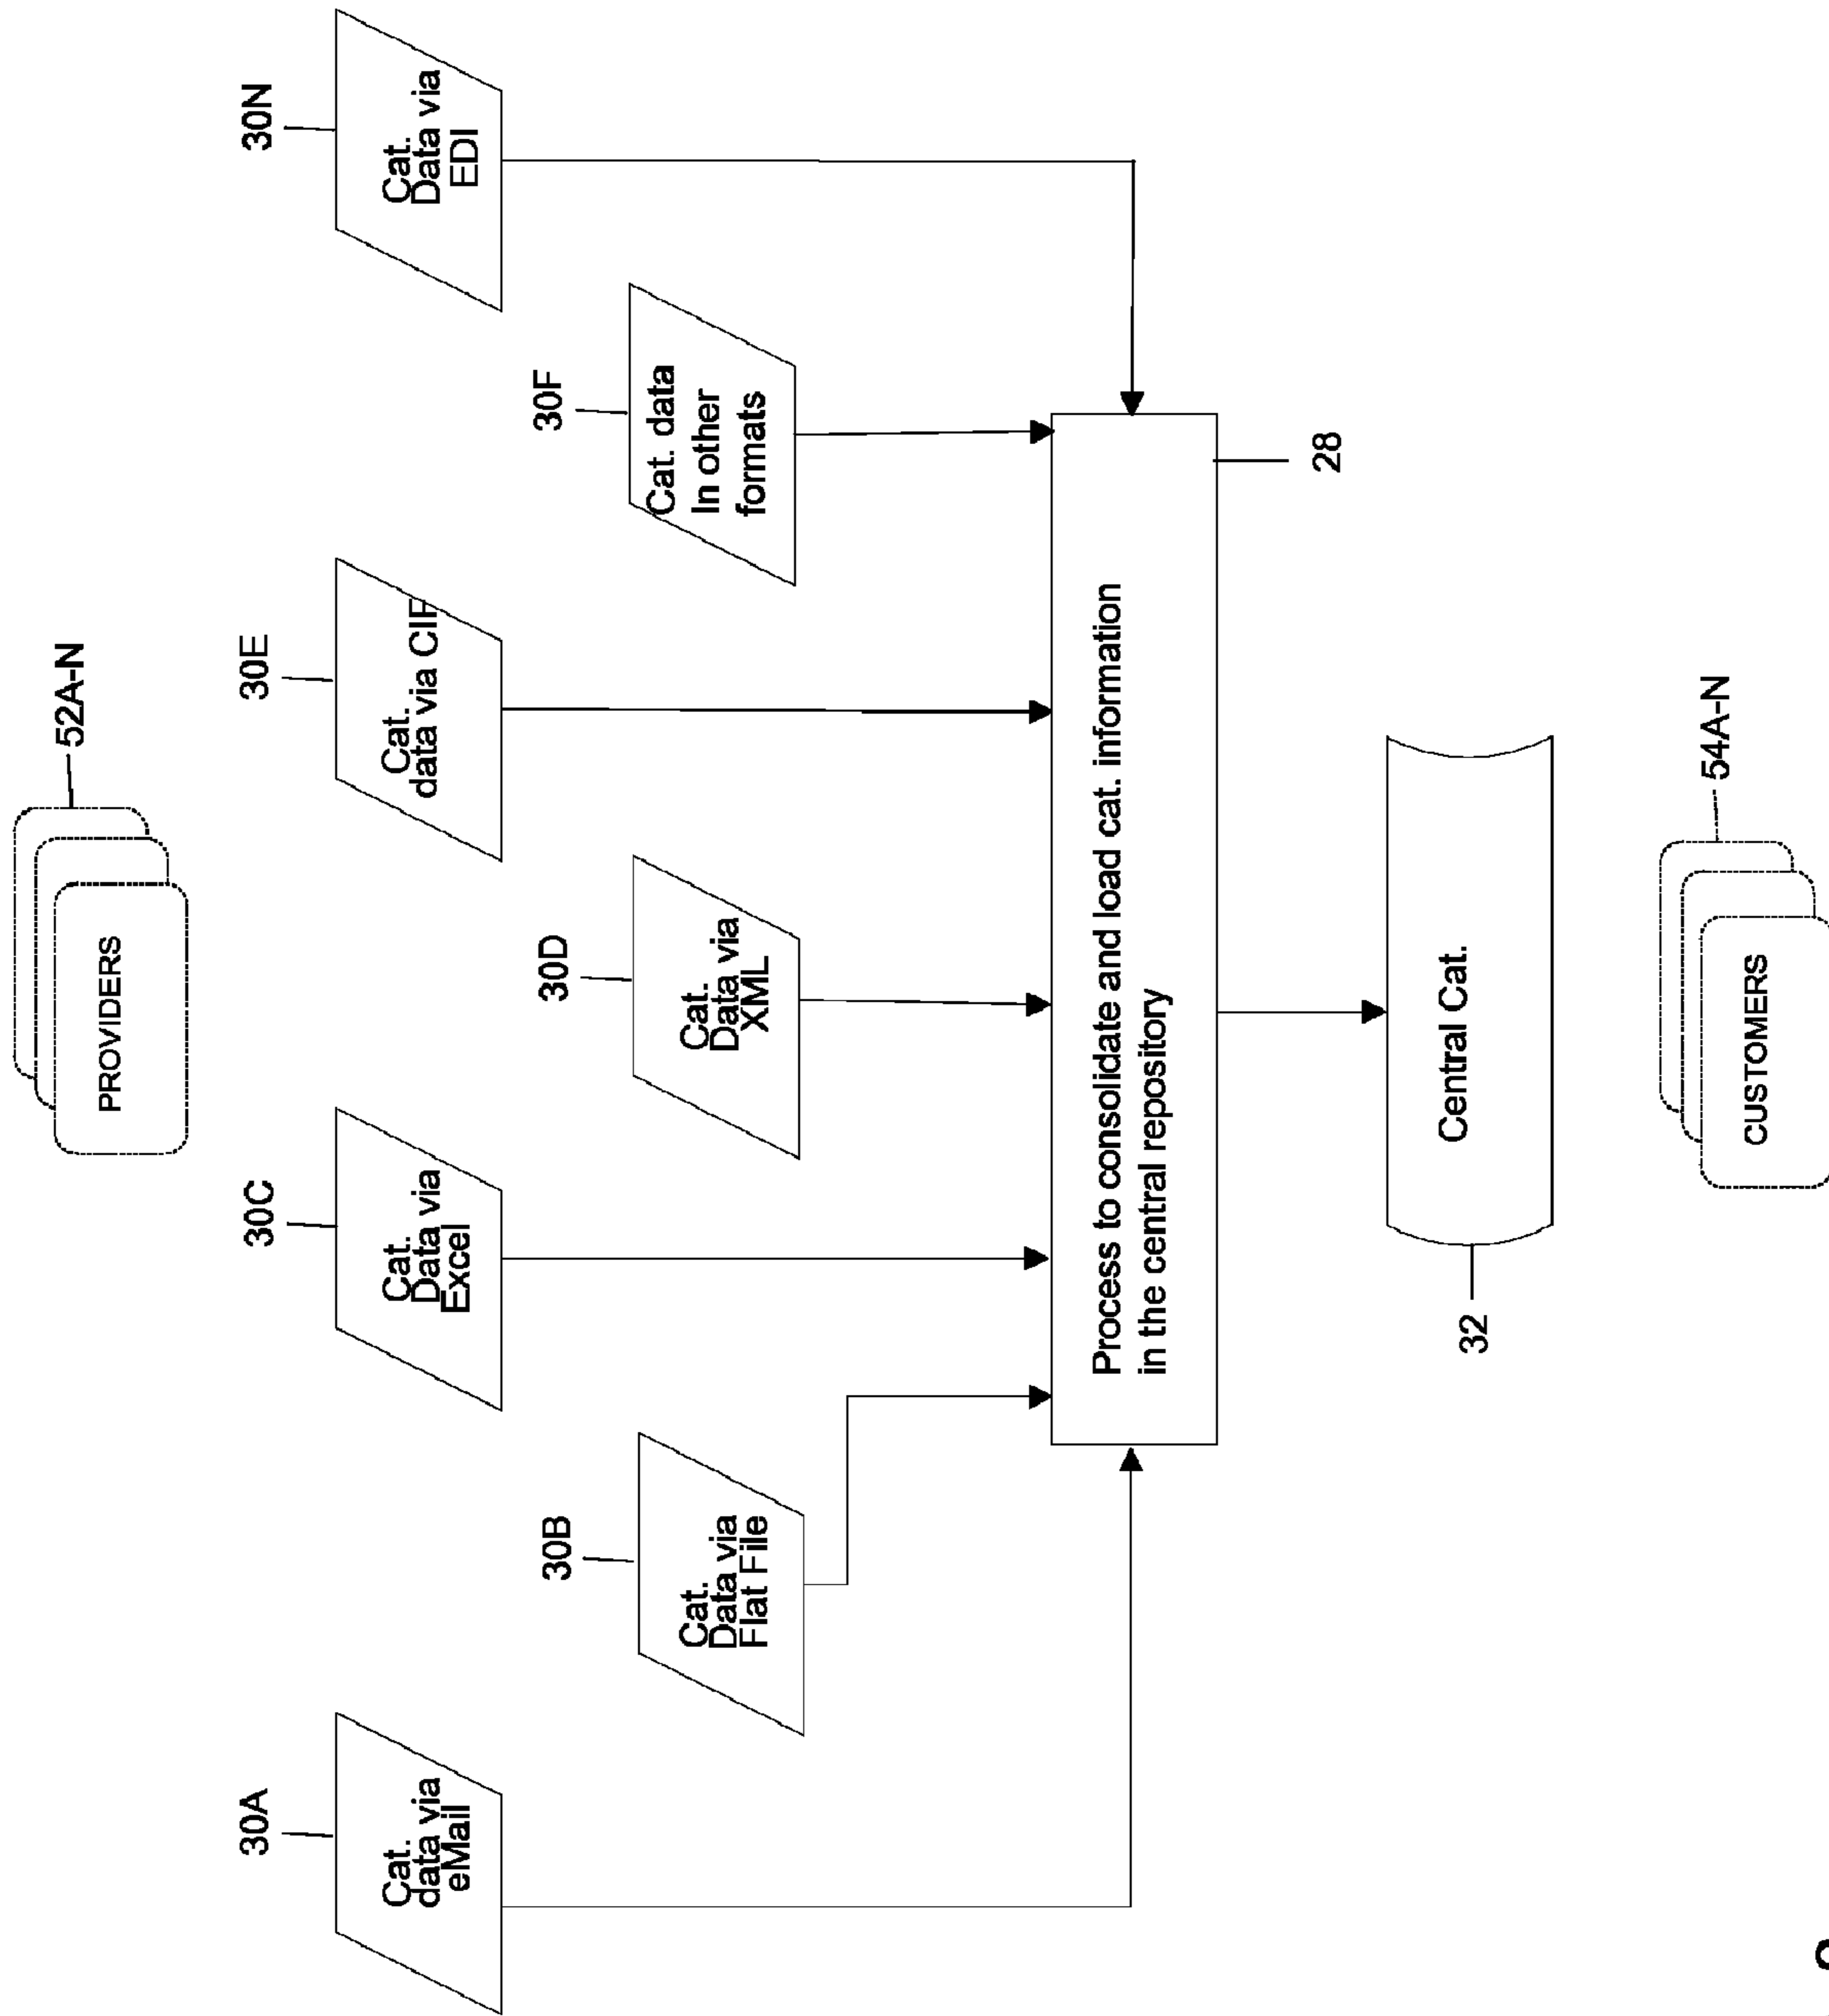 52A-N
PROVIDERS
30A
Cat.
data via
eMail
30C
Cat.
Data via
Excel
30E
Cat.
data via CIF
30N
Cat.
Data via
EDI
30B
Cat.
Data via
Flat File
30D
Cat.
Data via
XML
30F
Cat. data
In other
formats
Process to consolidate and load cat. information
in the central repository
28
Central Cat.
32
54A-N
CUSTOMERS